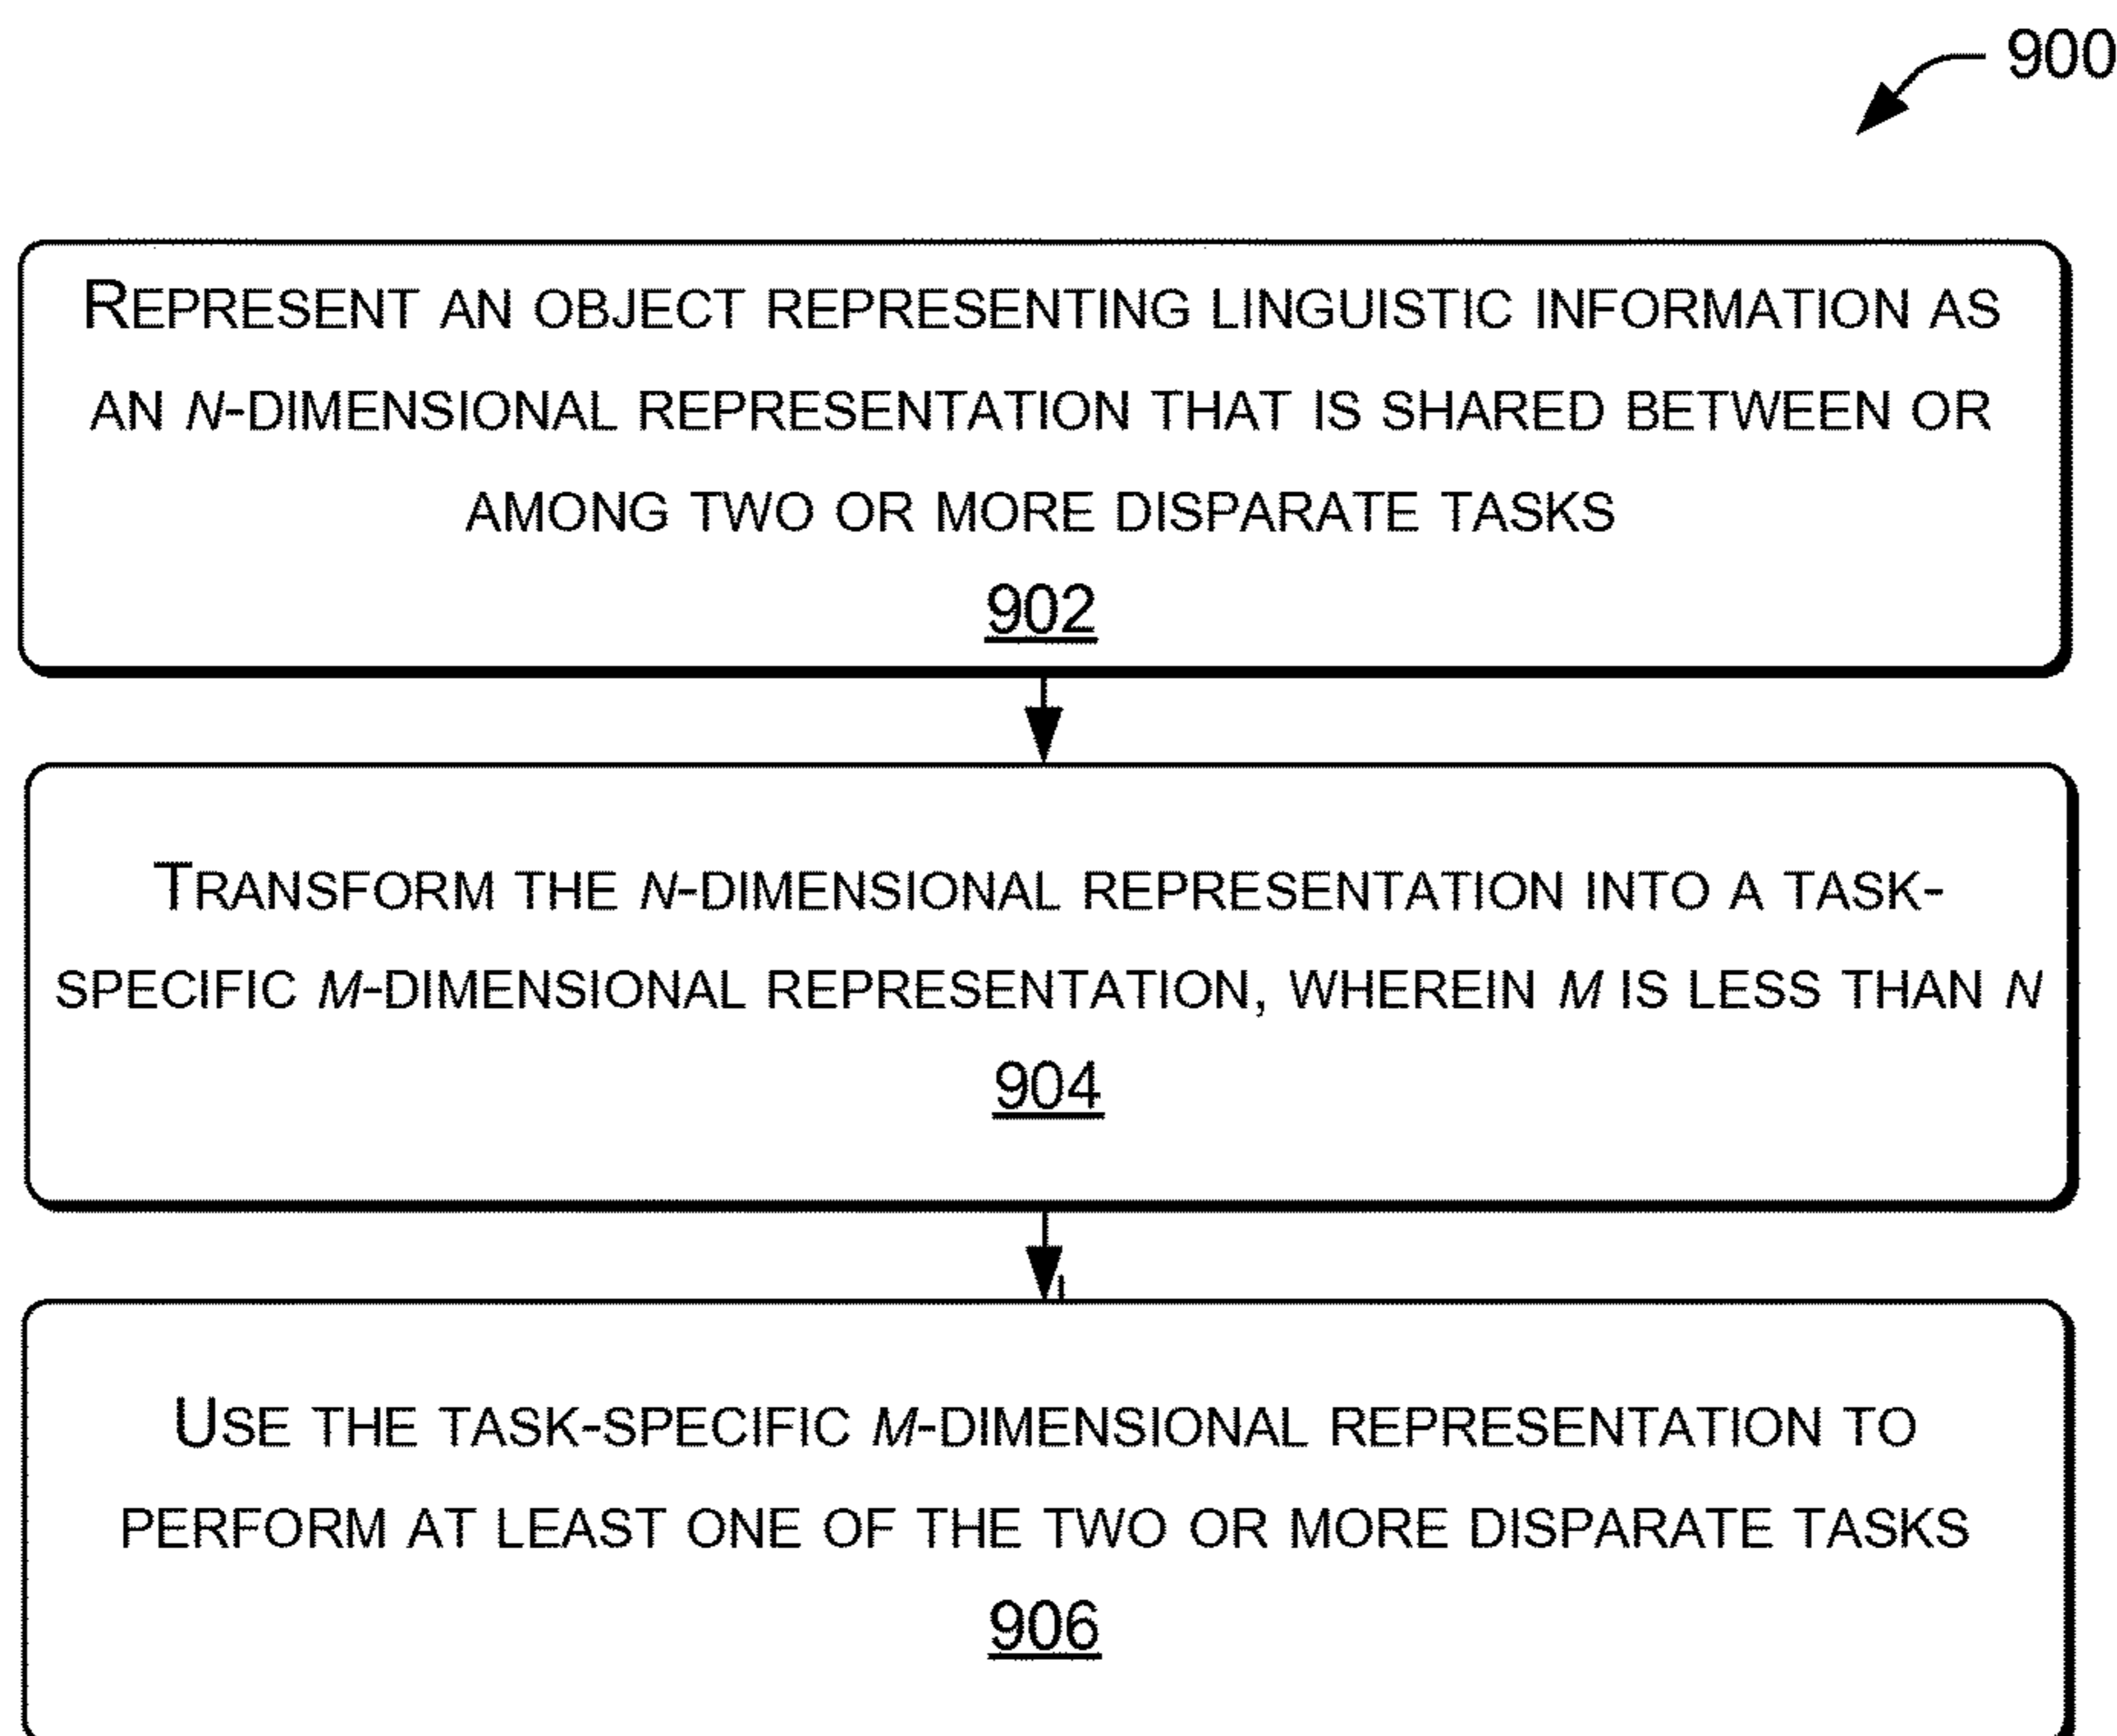 900
REPRESENT AN OBJECT REPRESENTING LINGUISTIC INFORMATION AS
AN N-DIMENSIONAL REPRESENTATION THAT IS SHARED BETWEEN OR
AMONG TWO OR MORE DISPARATE TASKS
902
TRANSFORM THE N-DIMENSIONAL REPRESENTATION INTO A TASK-
SPECIFIC M-DIMENSIONAL REPRESENTATION, WHEREIN M IS LESS THAN N
904
USE THE TASK-SPECIFIC M-DIMENSIONAL REPRESENTATION TO
PERFORM AT LEAST ONE OF THE TWO OR MORE DISPARATE TASKS
906